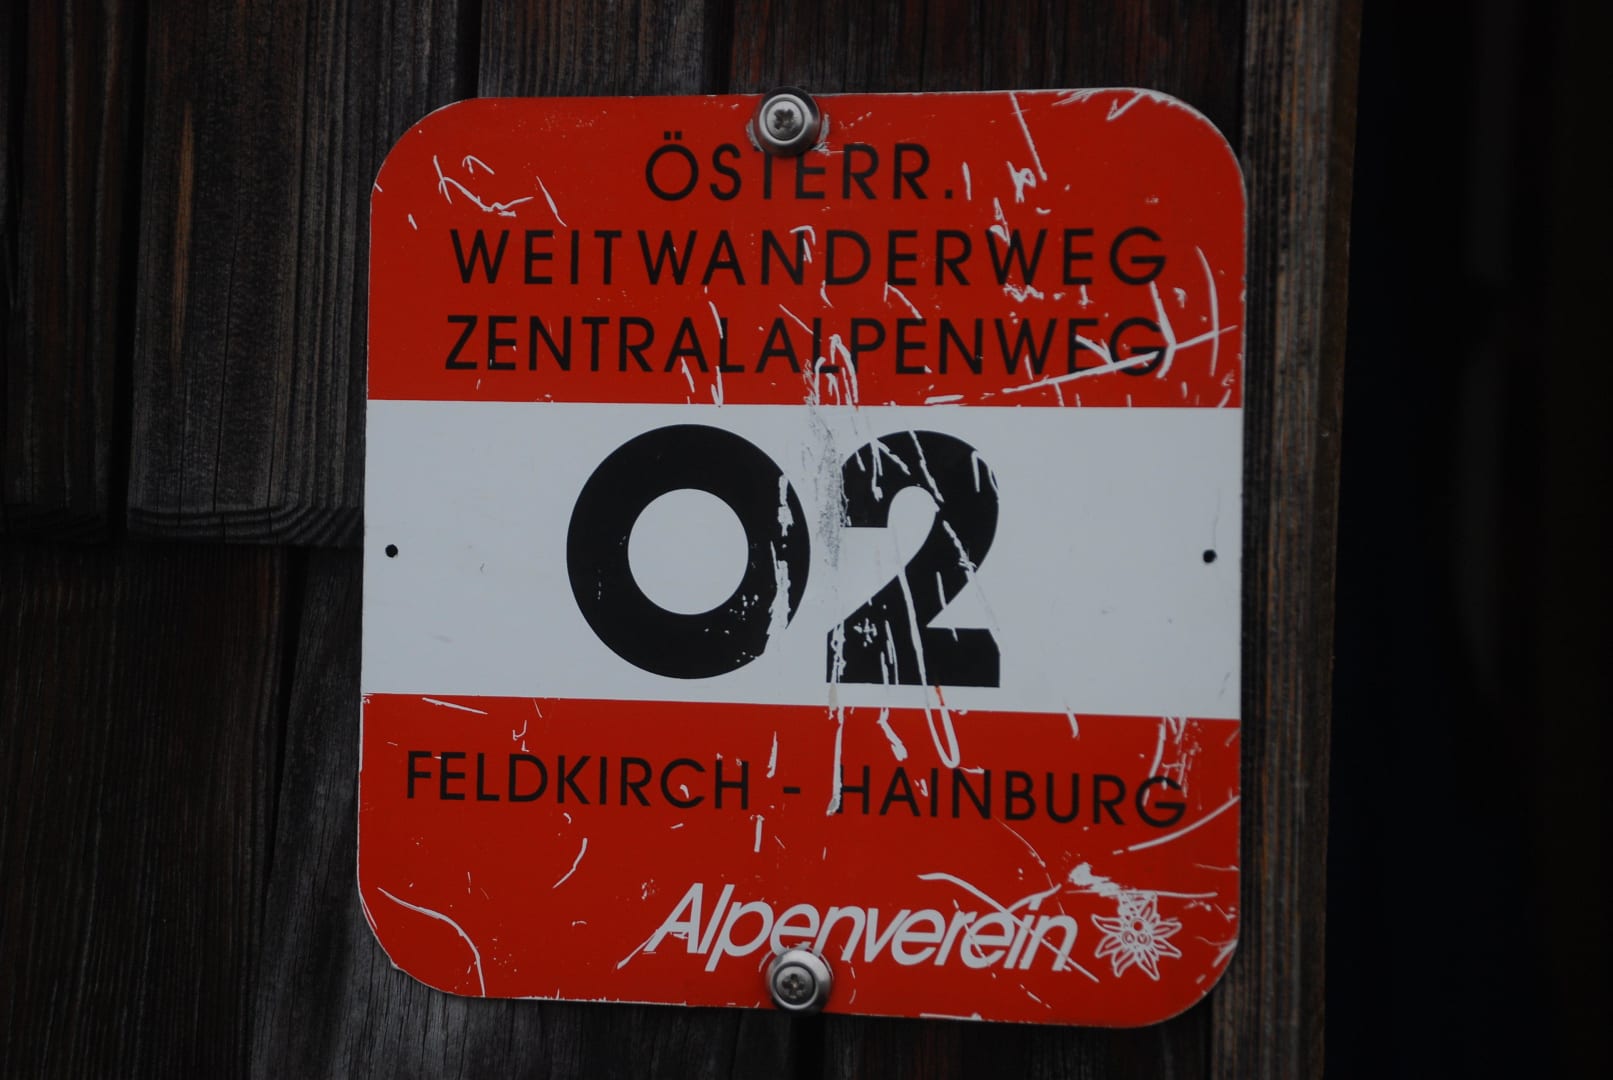 ÖSTERR.
WEITWANDERWEG
ZENTRALALPENWEG
02
FELDKIRCH - HAINBURG
Alpenverein